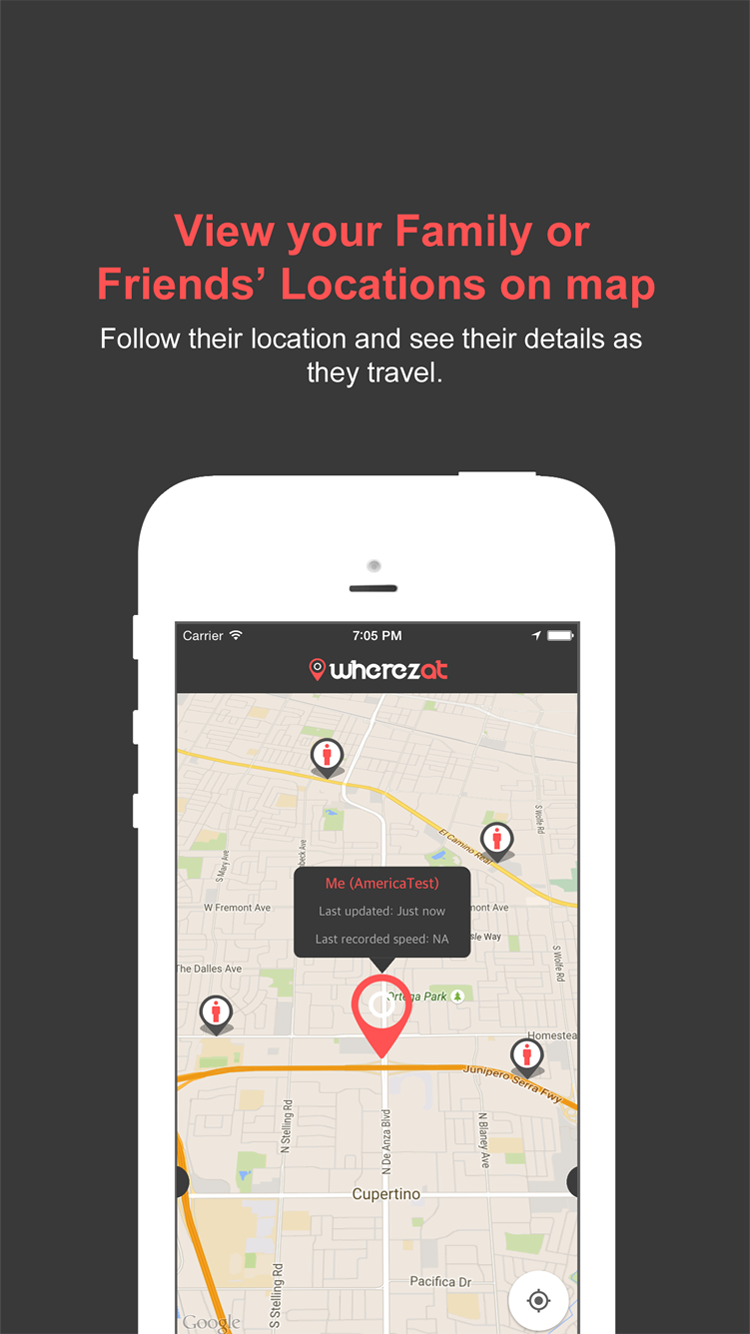 View your Family or
Friends’ Locations on map
Follow their location and see their details as
they travel.
Carrier 7:05 PM
wherezat
S Wolfe Rd
El Camino Real
S Mary Ave
Me (AmericaTest)
Last updated: Just now
Last recorded speed: NA
W Fremont Ave
mont Ave
sle Way
S Wolfe Rd
The Dalles Ave
Ortega Park
Homestea
Junipero Serra Fwy
N Stelling Rd
N De Anza Blvd
N Blaney Ave
Cupertino
Pacifica Dr
S Stelling Rd
Google